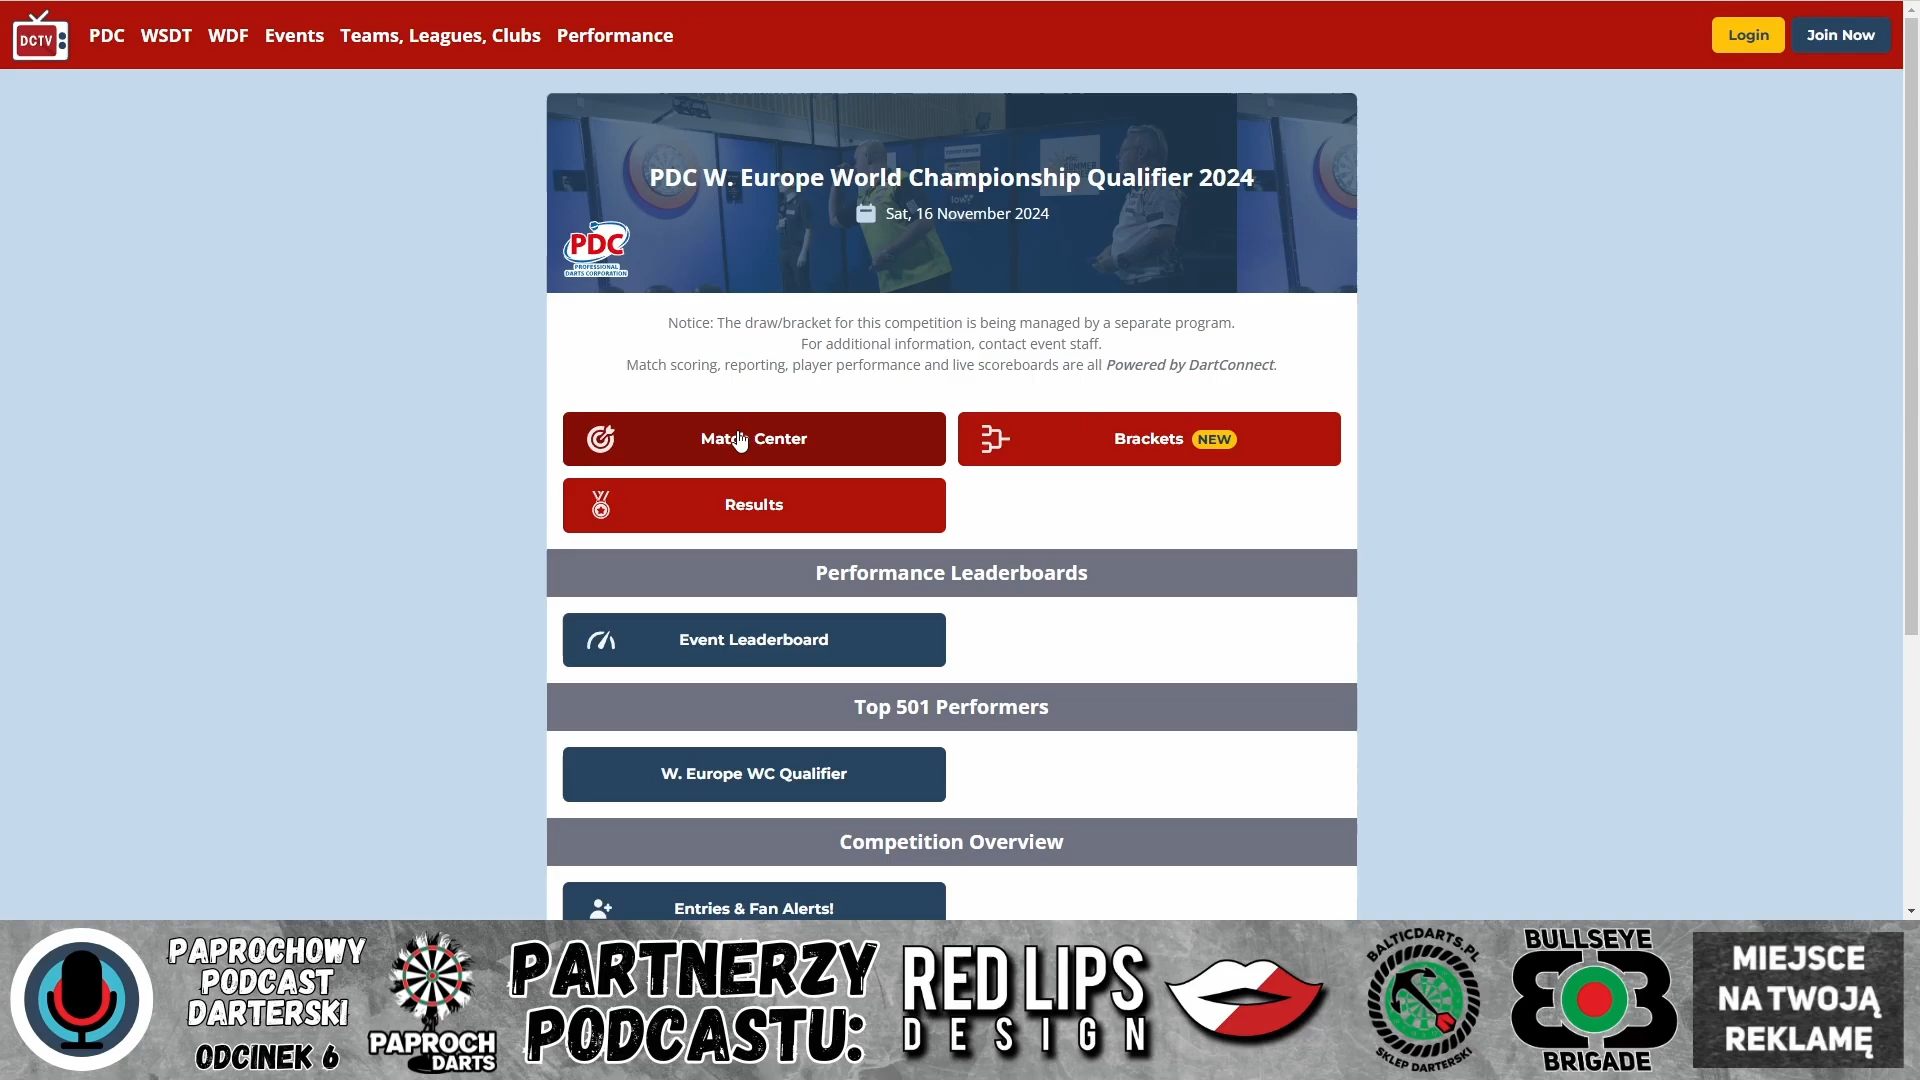 DCTV
PDC WSDT WDF Events Teams, Leagues, Clubs Performance
Login Join Now
PDC W. Europe World Championship Qualifier 2024
Sat, 16 November 2024
PDC
PROFESSIONAL
DARTS CORPORATION
Notice: The draw/bracket for this competition is being managed by a separate program.
For additional information, contact event staff.
Match scoring, reporting, player performance and live scoreboards are all Powered by DartConnect.
Match Center
Brackets NEW
Results
Performance Leaderboards
Event Leaderboard
Top 501 Performers
W. Europe WC Qualifier
Competition Overview
Entries & Fan Alerts!
PAPROCHOWY
PODCAST
DARTERSKI
ODCINEK 6
PAPROCH
DARTS
PARTNERZY
PODCASTU:
RED LIPS
DESIGN
BALTICDARTS.PL
SKLEP DARTERSKI
BULLSEYE
BRIGADE
MIEJSCE
NA TWOJĄ
REKLAMĘ